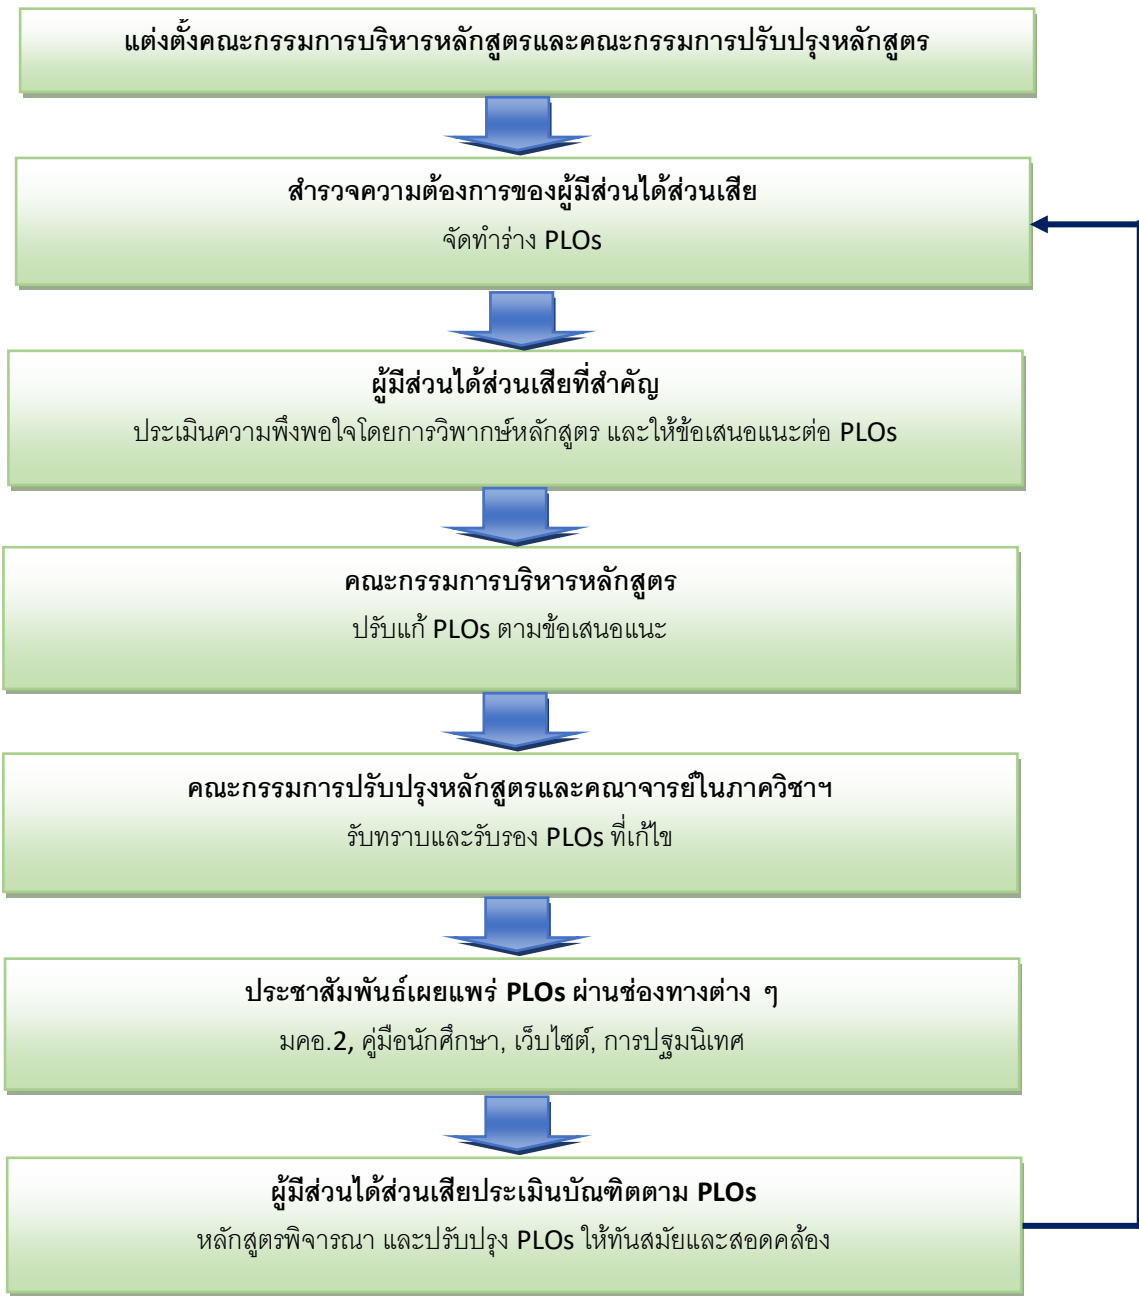 แต่งตั้งคณะกรรมการบริหารหลักสูตรและคณะกรรมการปรับปรุงหลักสูตร
สำรวจความต้องการของผู้มีส่วนได้ส่วนเสีย
จัดทำร่าง PLOs
ผู้มีส่วนได้ส่วนเสียที่สำคัญ
ประเมินความพึงพอใจโดยการวิพากษ์หลักสูตร และให้ข้อเสนอแนะต่อ PLOs
คณะกรรมการบริหารหลักสูตร
ปรับแก้ PLOs ตามข้อเสนอแนะ
คณะกรรมการปรับปรุงหลักสูตรและคณาจารย์ในภาควิชาฯ
รับทราบและรับรอง PLOs ที่แก้ไข
ประชาสัมพันธ์เผยแพร่ PLOs ผ่านช่องทางต่าง ๆ
มคอ.2, คู่มือนักศึกษา, เว็บไซต์, การปฐมนิเทศ
ผู้มีส่วนได้ส่วนเสียประเมินบัณฑิตตาม PLOs
หลักสูตรพิจารณา และปรับปรุง PLOs ให้ทันสมัยและสอดคล้อง